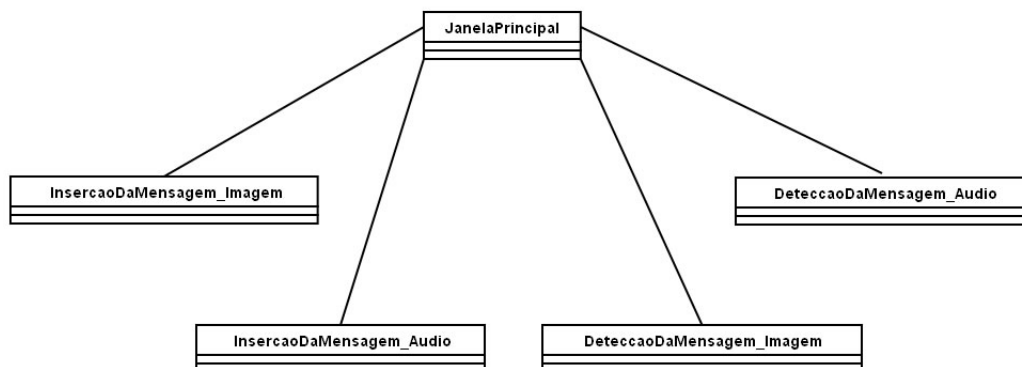 JanelaPrincipal
InsercaoDaMensagem_Imagem
DeteccaoDaMensagem_Audio
InsercaoDaMensagem_Audio
DeteccaoDaMensagem_Imagem